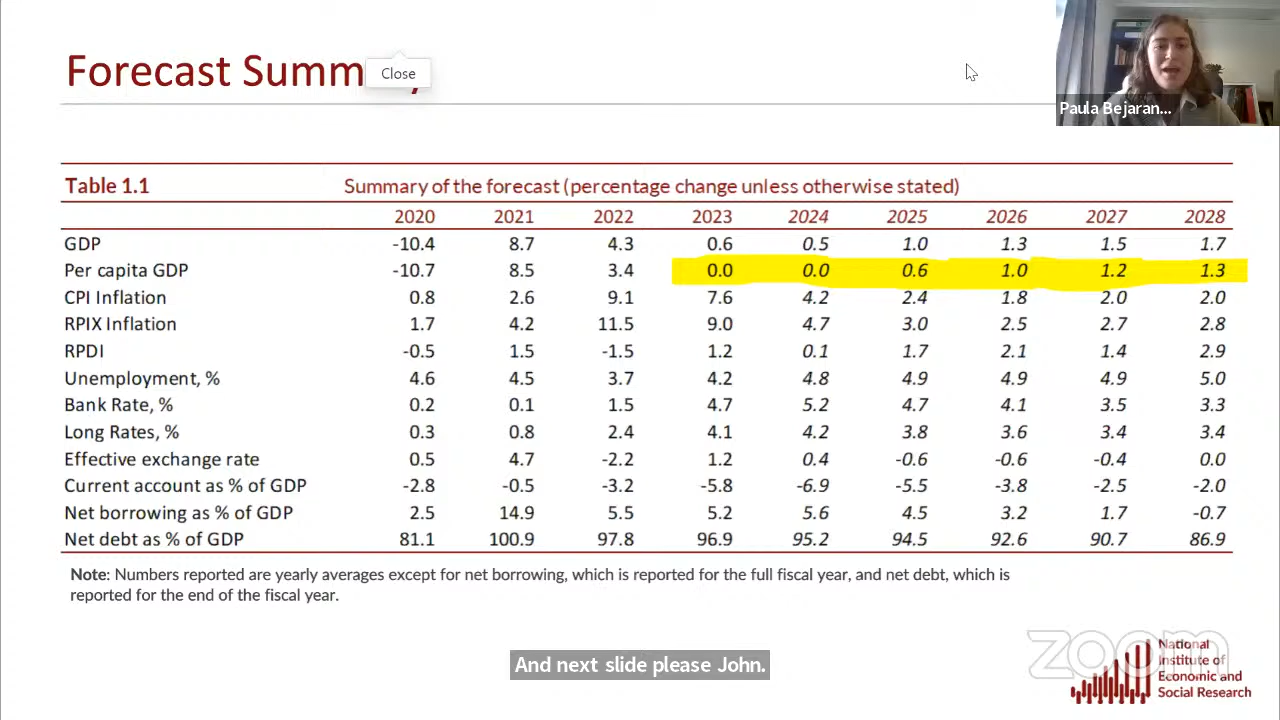 Forecast Summ y
Close
Paula Bejaran...
Table 1.1 Summary of the forecast (percentage change unless otherwise stated)
2020 2021 2022 2023 2024 2025 2026 2027 2028
GDP -10.4 8.7 4.3 0.6 0.5 1.0 1.3 1.5 1.7
Per capita GDP -10.7 8.5 3.4 0.0 0.0 0.6 1.0 1.2 1.3
CPI Inflation 0.8 2.6 9.1 7.6 4.2 2.4 1.8 2.0 2.0
RPIX Inflation 1.7 4.2 11.5 9.0 4.7 3.0 2.5 2.7 2.8
RPDI -0.5 1.5 -1.5 1.2 0.1 1.7 2.1 1.4 2.9
Unemployment, % 4.6 4.5 3.7 4.2 4.8 4.9 4.9 4.9 5.0
Bank Rate, % 0.2 0.1 1.5 4.7 5.2 4.7 4.1 3.5 3.3
Long Rates, % 0.3 0.8 2.4 4.1 4.2 3.8 3.6 3.4 3.4
Effective exchange rate 0.5 4.7 -2.2 1.2 0.4 -0.6 -0.6 -0.4 0.0
Current account as % of GDP -2.8 -0.5 -3.2 -5.8 -6.9 -5.5 -3.8 -2.5 -2.0
Net borrowing as % of GDP 2.5 14.9 5.5 5.2 5.6 4.5 3.2 1.7 -0.7
Net debt as % of GDP 81.1 100.9 97.8 96.9 95.2 94.5 92.6 90.7 86.9
Note: Numbers reported are yearly averages except for net borrowing, which is reported for the full fiscal year, and net debt, which is
reported for the end of the fiscal year.
And next slide please John.
zoom
National
Institute of
Economic and
Social Research